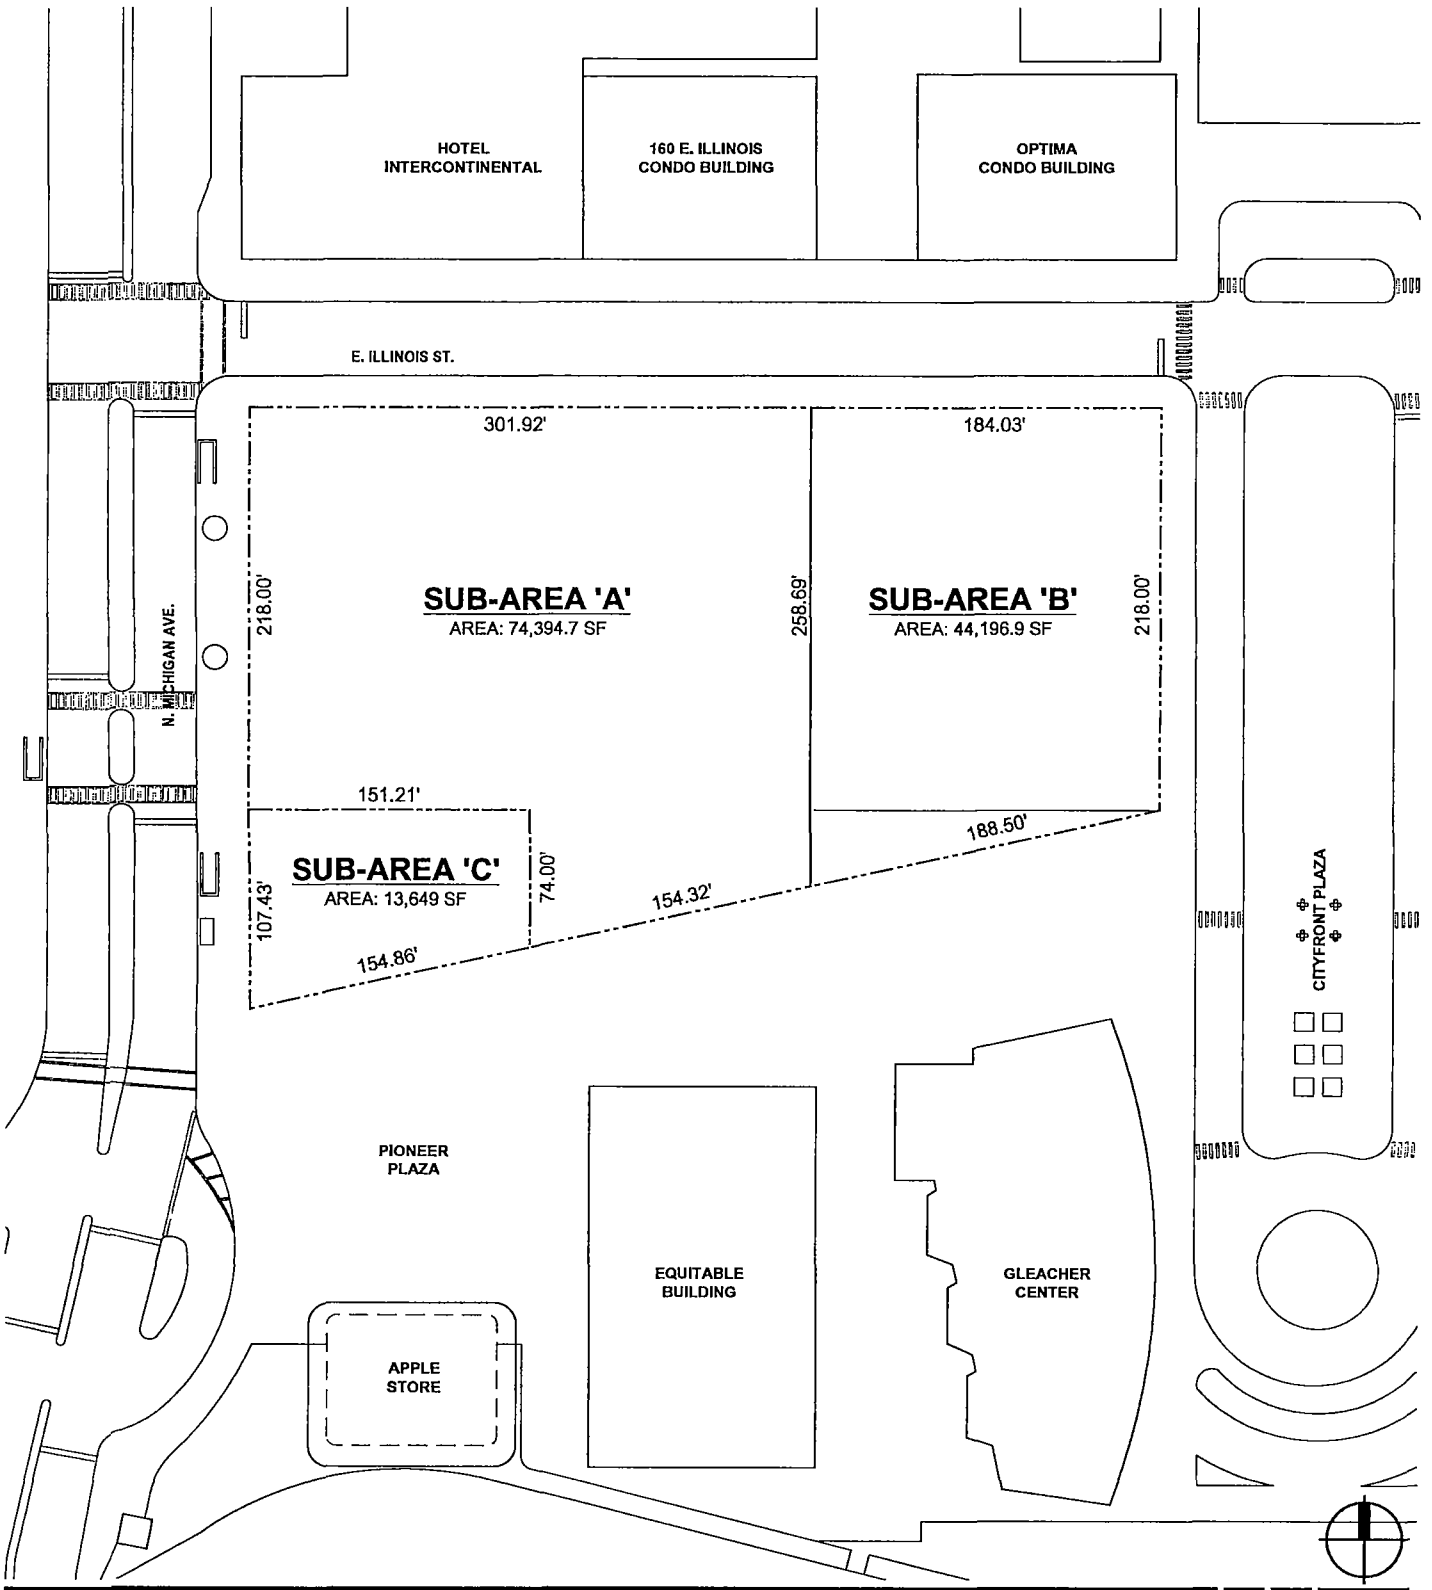 HOTEL
INTERCONTINENTAL
160 E. ILLINOIS
CONDO BUILDING
OPTIMA
CONDO BUILDING
E. ILLINOIS ST.
301.92'
184.03'
N. MICHIGAN AVE.
218.00'
SUB-AREA 'A'
AREA: 74,394.7 SF
258.69'
SUB-AREA 'B'
AREA: 44,196.9 SF
218.00'
151.21'
SUB-AREA 'C'
AREA: 13,649 SF
107.43'
74.00'
154.86'
154.32'
188.50'
CITYFRONT PLAZA
PIONEER
PLAZA
EQUITABLE
BUILDING
GLEACHER
CENTER
APPLE
STORE